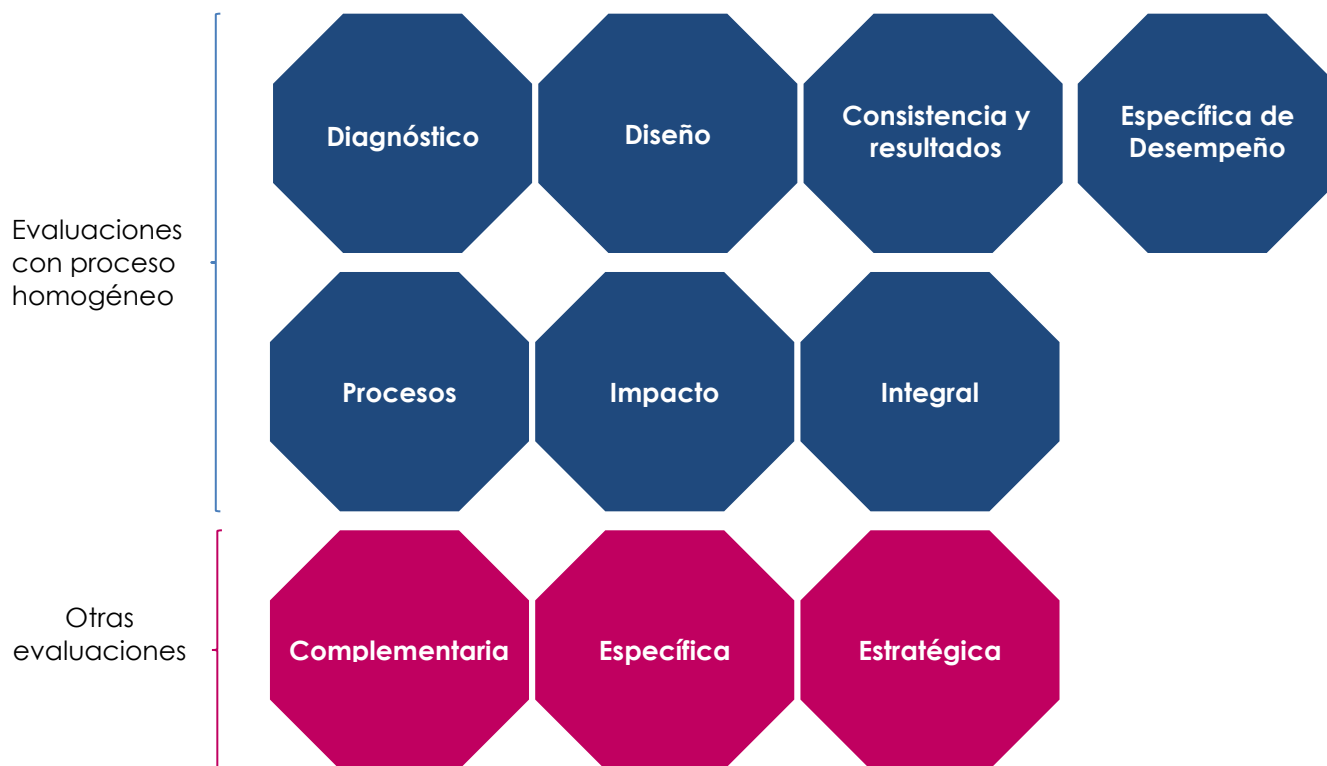 Evaluaciones
con proceso
homogéneo
Diagnóstico
Diseño
Consistencia y
resultados
Específica de
Desempeño
Procesos
Impacto
Integral
Otras
evaluaciones
Complementaria
Específica
Estratégica